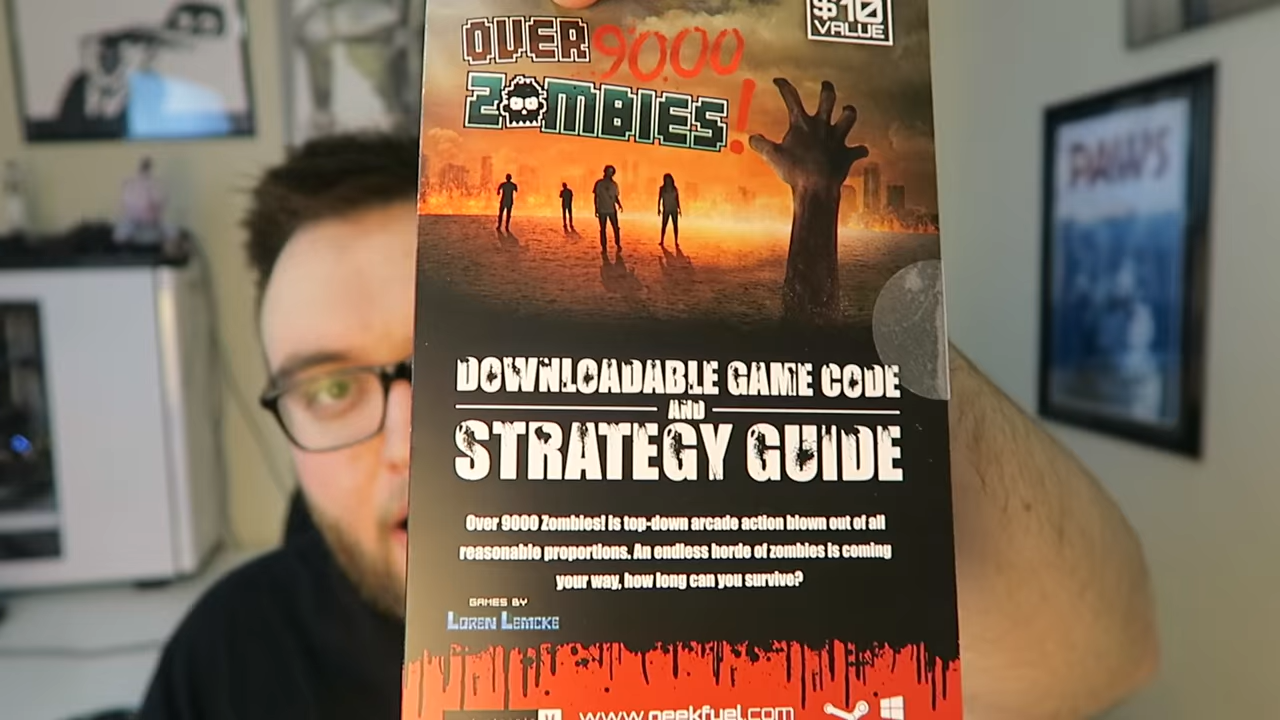 $10
VALUE
OVER 9000
ZOMBIES!
PAWS
DOWNLOADABLE GAME CODE
AND
STRATEGY GUIDE
Over 9000 Zombies! is top-down arcade action blown out of all
reasonable proportions. An endless horde of zombies is coming
your way, how long can you survive?
GAMES BY
LOREN LEMCKE
www.geekfuel.com